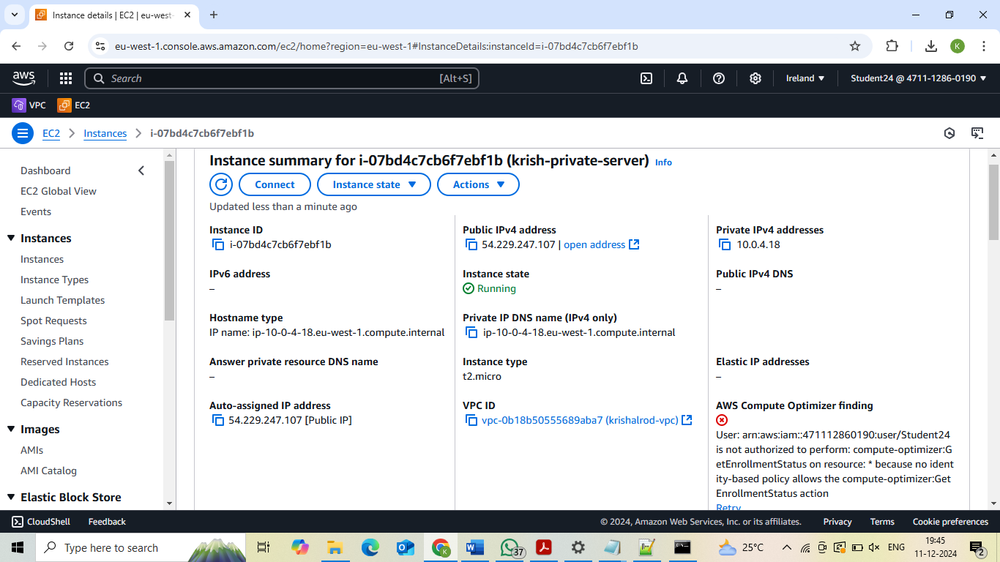 Instance details | EC2 | eu-west-
eu-west-1.console.aws.amazon.com/ec2/home?region=eu-west-1#InstanceDetails:instanceId=i-07bd4c7cb6f7ebf1b
K
aws
Search
[Alt+S]
Ireland
Student24 @ 4711-1286-0190
VPC
EC2
EC2
Instances
i-07bd4c7cb6f7ebf1b
Dashboard
EC2 Global View
Events
Instances
Instances
Instance Types
Launch Templates
Spot Requests
Savings Plans
Reserved Instances
Dedicated Hosts
Capacity Reservations
Images
AMIs
AMI Catalog
Elastic Block Store
Instance summary for i-07bd4c7cb6f7ebf1b (krish-private-server) Info
Connect
Instance state
Actions
Updated less than a minute ago
Instance ID
i-07bd4c7cb6f7ebf1b
Public IPv4 address
54.229.247.107 | open address
Private IPv4 addresses
10.0.4.18
IPv6 address
–
Instance state
Running
Public IPv4 DNS
–
Hostname type
IP name: ip-10-0-4-18.eu-west-1.compute.internal
Private IP DNS name (IPv4 only)
ip-10-0-4-18.eu-west-1.compute.internal
Answer private resource DNS name
–
Instance type
t2.micro
Elastic IP addresses
–
Auto-assigned IP address
54.229.247.107 [Public IP]
VPC ID
vpc-0b18b50555689aba7 (krishalrod-vpc)
AWS Compute Optimizer finding
User: arn:aws:iam::471112860190:user/Student24
is not authorized to perform: compute-optimizer:G
etEnrollmentStatus on resource: * because no ident
ity-based policy allows the compute-optimizer:Get
EnrollmentStatus action
Retry
CloudShell
Feedback
© 2024, Amazon Web Services, Inc. or its affiliates.
Privacy
Terms
Cookie preferences
Type here to search
37
25°C
ENG
19:45
11-12-2024
2